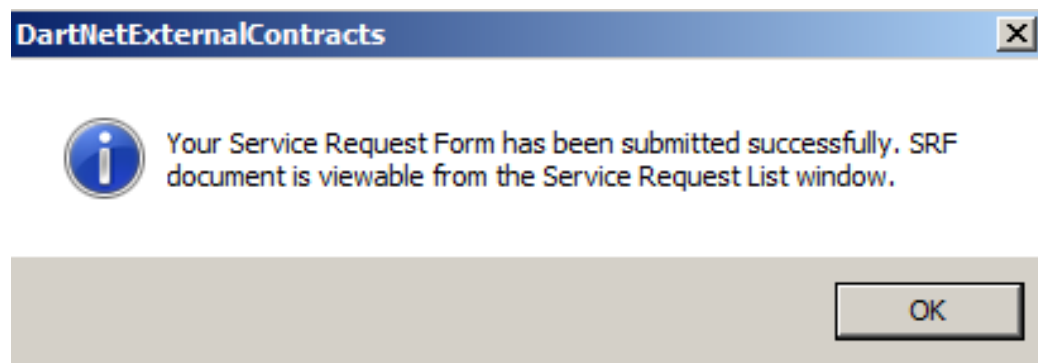 DartNetExternalContracts
Your Service Request Form has been submitted successfully. SRF
document is viewable from the Service Request List window.
OK